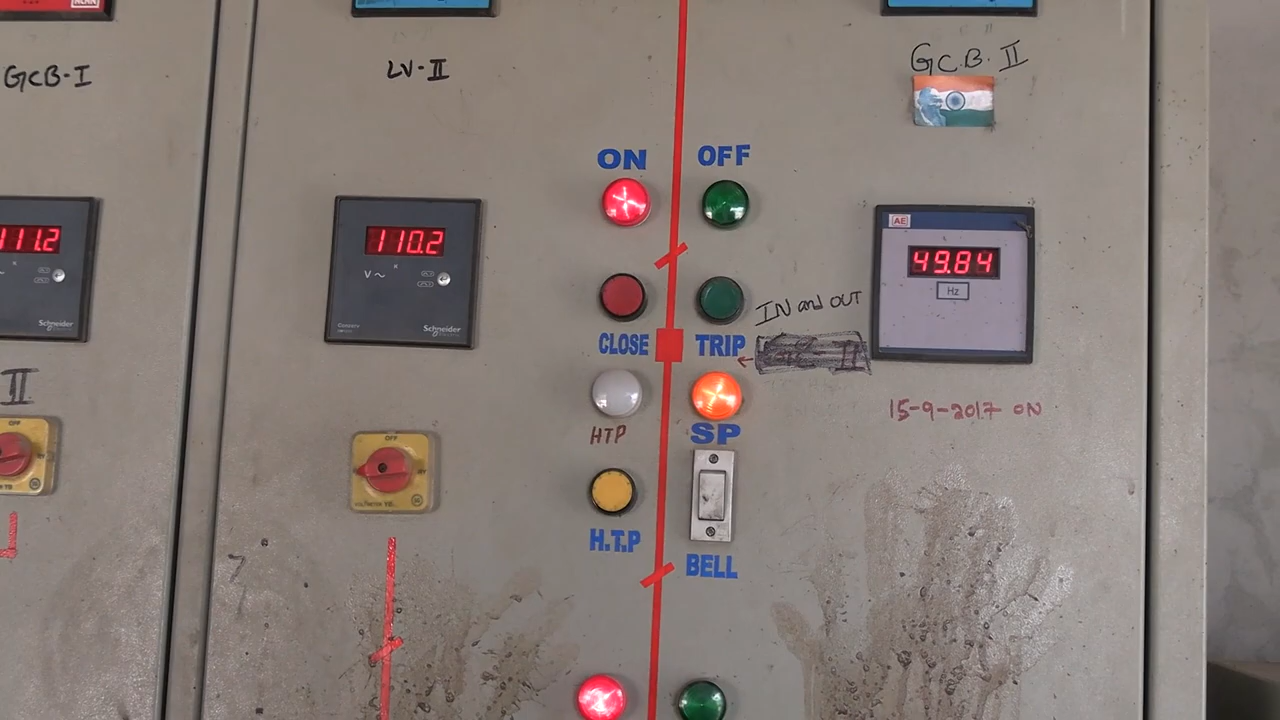 GCB-I
LV-II
G.C.B. II
ON
OFF
111.2
K
Schneider
110.2
K
V~
Schneider
AE
49.84
Hz
CLOSE
TRIP
IN and OUT
II
HTP
SP
15-9-2017 ON
OFF
OFF
H.T.P
BELL